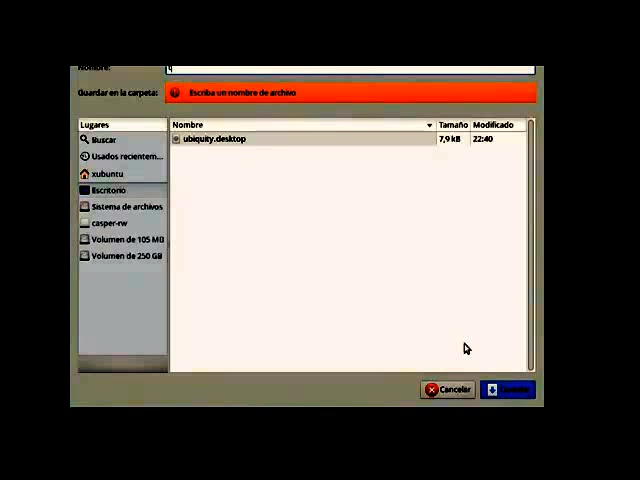 Nombre:
Guardar en la carpeta: Escriba un nombre de archivo
Lugares
Nombre Tamaño Modificado
Buscar
ubiquity.desktop 7,9 kB 22:40
Usados recientem...
xubuntu
Escritorio
Sistema de archivos
casper-rw
Volumen de 105 MB
Volumen de 250 GB
Cancelar